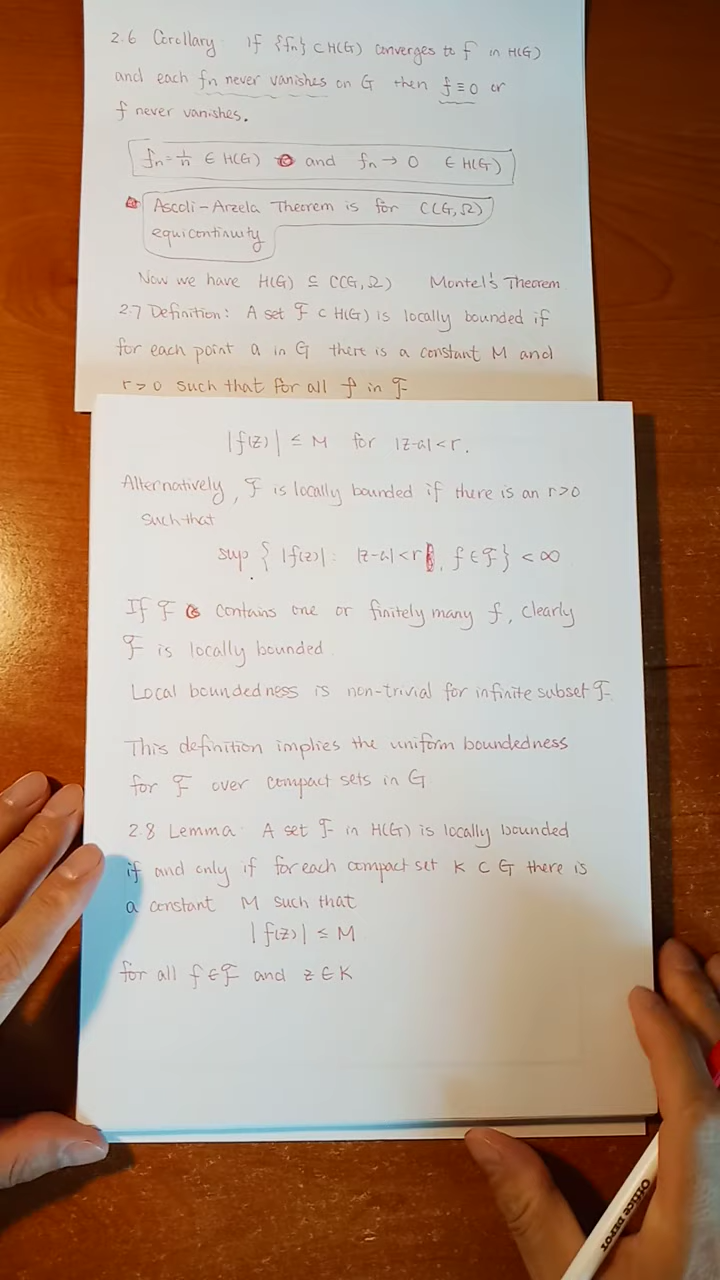 2.6 Corollary: If {fn} ⊂ H(G) converges to f in H(G)
and each fn never vanishes on G then f ≡ 0 or
f never vanishes.
fn = 1/n ∈ H(G) and fn → 0 ∈ H(G)
Ascoli-Arzela Theorem is for C(G,Ω)
equicontinuity
Now we have H(G) ⊆ C(G,Ω) Montel's Theorem
2.7 Definition: A set F ⊂ H(G) is locally bounded if
for each point a in G there is a constant M and
r>0 such that for all f in F
|f(z)| ≤ M for |z-a|<r.
Alternatively, F is locally bounded if there is an r>0
such that
sup { |f(z)| : |z-a|<r, f ∈ F } < ∞
If F contains one or finitely many f, clearly
F is locally bounded.
Local boundedness is non-trivial for infinite subset F.
This definition implies the uniform boundedness
for F over compact sets in G.
2.8 Lemma: A set F in H(G) is locally bounded
if and only if for each compact set K ⊂ G there is
a constant M such that
|f(z)| ≤ M
for all f ∈ F and z ∈ K
OFFICE DEPOT